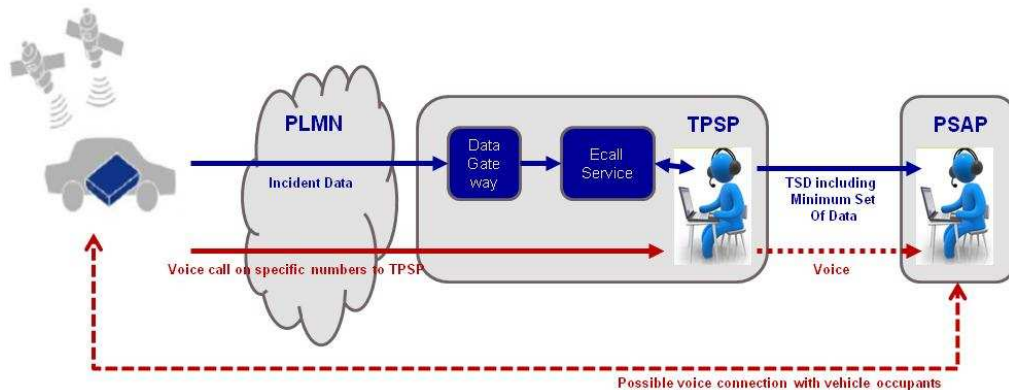 PLMN
TPSP
PSAP
Data
Gate
way
Ecall
Service
Incident Data
TSD including
Minimum Set
Of Data
Voice call on specific numbers to TPSP
Voice
Possible voice connection with vehicle occupants